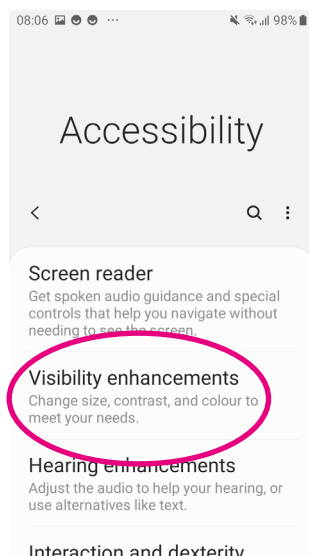 08:06 98%
Accessibility
Screen reader
Get spoken audio guidance and special
controls that help you navigate without
needing to see the screen.
Visibility enhancements
Change size, contrast, and colour to
meet your needs.
Hearing enhancements
Adjust the audio to help your hearing, or
use alternatives like text.
Interaction and dexterity